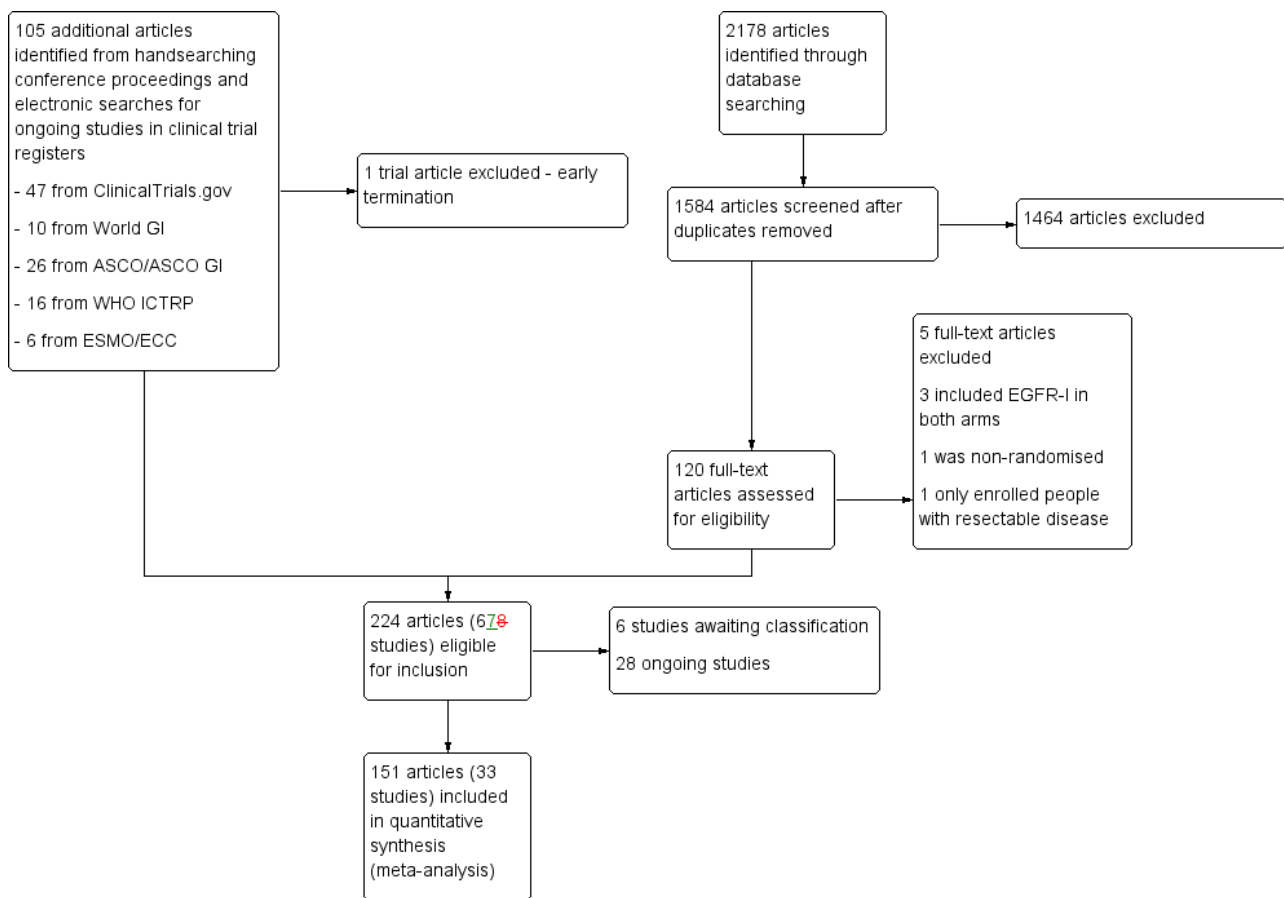 105 additional articles
identified from handsearching
conference proceedings and
electronic searches for
ongoing studies in clinical trial
registers
- 47 from ClinicalTrials.gov
- 10 from World GI
- 26 from ASCO/ASCO GI
- 16 from WHO ICTRP
- 6 from ESMO/ECC
1 trial article excluded - early
termination
2178 articles
identified through
database
searching
1584 articles screened after
duplicates removed
1464 articles excluded
120 full-text
articles assessed
for eligibility
5 full-text articles
excluded
3 included EGFR-I in
both arms
1 was non-randomised
1 only enrolled people
with resectable disease
224 articles (678
studies) eligible
for inclusion
6 studies awaiting classification
28 ongoing studies
151 articles (33
studies) included
in quantitative
synthesis
(meta-analysis)